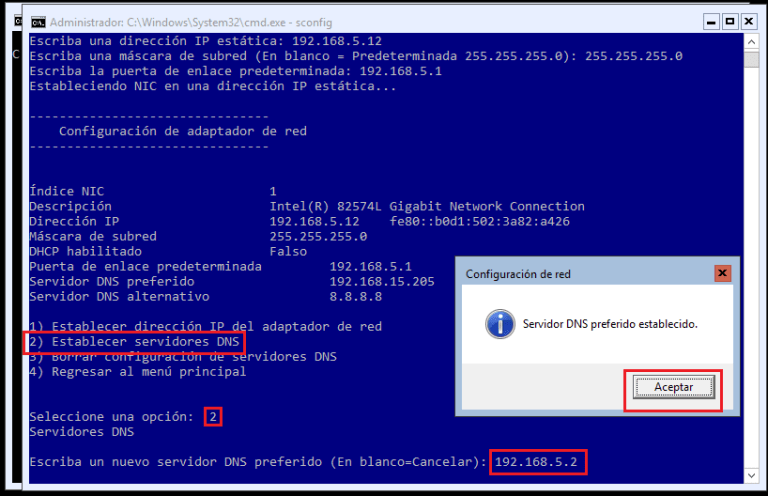 Administrador: C:\Windows\System32\cmd.exe - sconfig
Escriba una dirección IP estática: 192.168.5.12
Escriba una máscara de subred (En blanco = Predeterminada 255.255.255.0): 255.255.255.0
Escriba la puerta de enlace predeterminada: 192.168.5.1
Estableciendo NIC en una dirección IP estática...
--------------------------------
Configuración de adaptador de red
--------------------------------
Índice NIC 1
Descripción Intel(R) 82574L Gigabit Network Connection
Dirección IP 192.168.5.12 fe80::b0d1:502:3a82:a426
Máscara de subred 255.255.255.0
DHCP habilitado Falso
Puerta de enlace predeterminada 192.168.5.1
Servidor DNS preferido 192.168.15.205
Servidor DNS alternativo 8.8.8.8
1) Establecer dirección IP del adaptador de red
2) Establecer servidores DNS
3) Borrar configuración de servidores DNS
4) Regresar al menú principal
Seleccione una opción: 2
Servidores DNS
Escriba un nuevo servidor DNS preferido (En blanco=Cancelar): 192.168.5.2
Configuración de red
Servidor DNS preferido establecido.
Aceptar